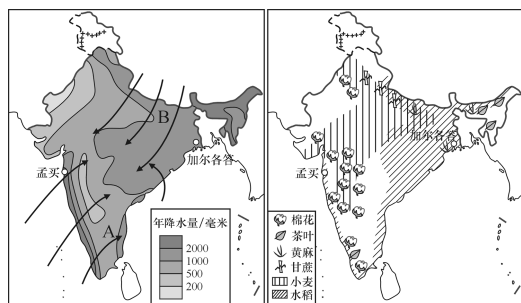 B
加尔各答
孟买
A
年降水量/毫米
2000
1000
500
200
加尔各答
孟买
棉花
茶叶
黄麻
甘蔗
小麦
水稻